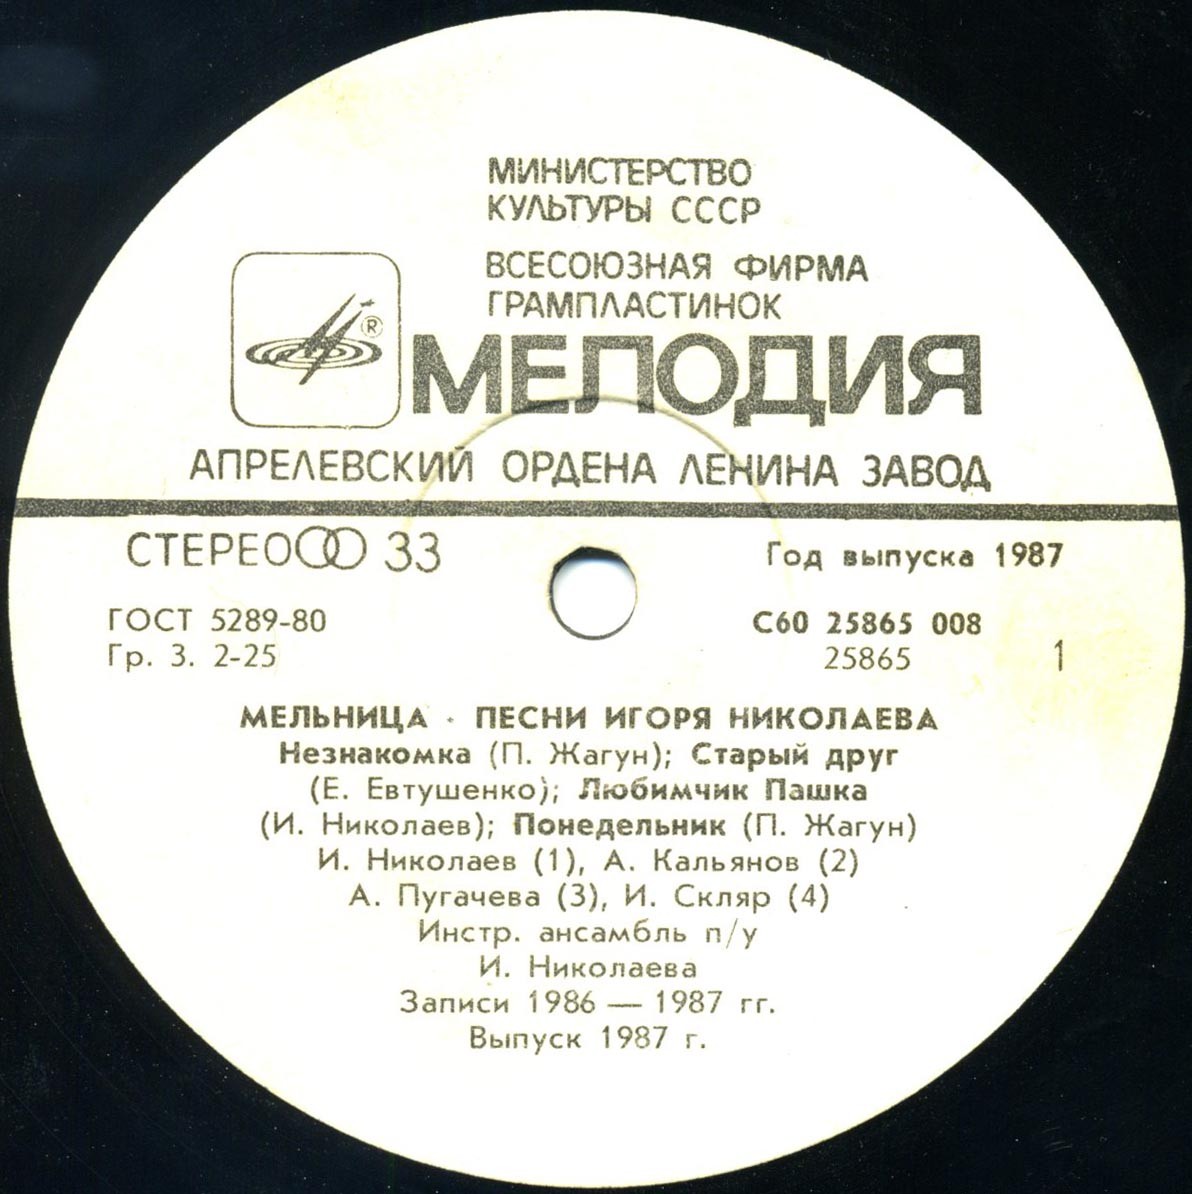 МИНИСТЕРСТВО
КУЛЬТУРЫ СССР
ВСЕСОЮЗНАЯ ФИРМА
ГРАМПЛАСТИНОК
®
МЕЛОДИЯ
АПРЕЛЕВСКИЙ ОРДЕНА ЛЕНИНА ЗАВОД
СТЕРЕО 33
Год выпуска 1987
ГОСТ 5289-80
Гр. 3. 2-25
С60 25865 008
25865
1
МЕЛЬНИЦА · ПЕСНИ ИГОРЯ НИКОЛАЕВА
Незнакомка (П. Жагун); Старый друг
(Е. Евтушенко); Любимчик Пашка
(И. Николаев); Понедельник (П. Жагун)
И. Николаев (1), А. Кальянов (2)
А. Пугачева (3), И. Скляр (4)
Инстр. ансамбль п/у
И. Николаева
Записи 1986 — 1987 гг.
Выпуск 1987 г.